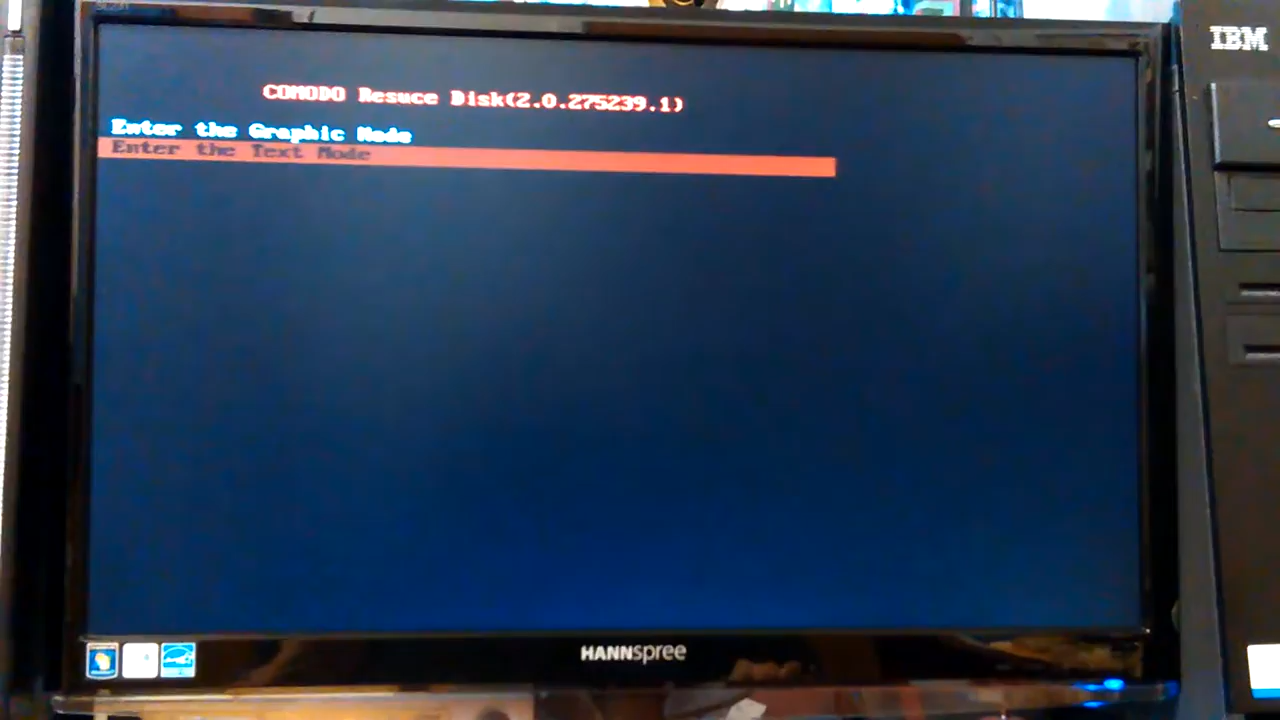 IBM
COMODO Resuce Disk(2.0.275239.1)
Enter the Graphic Mode
Enter the Text Mode
HANNspree